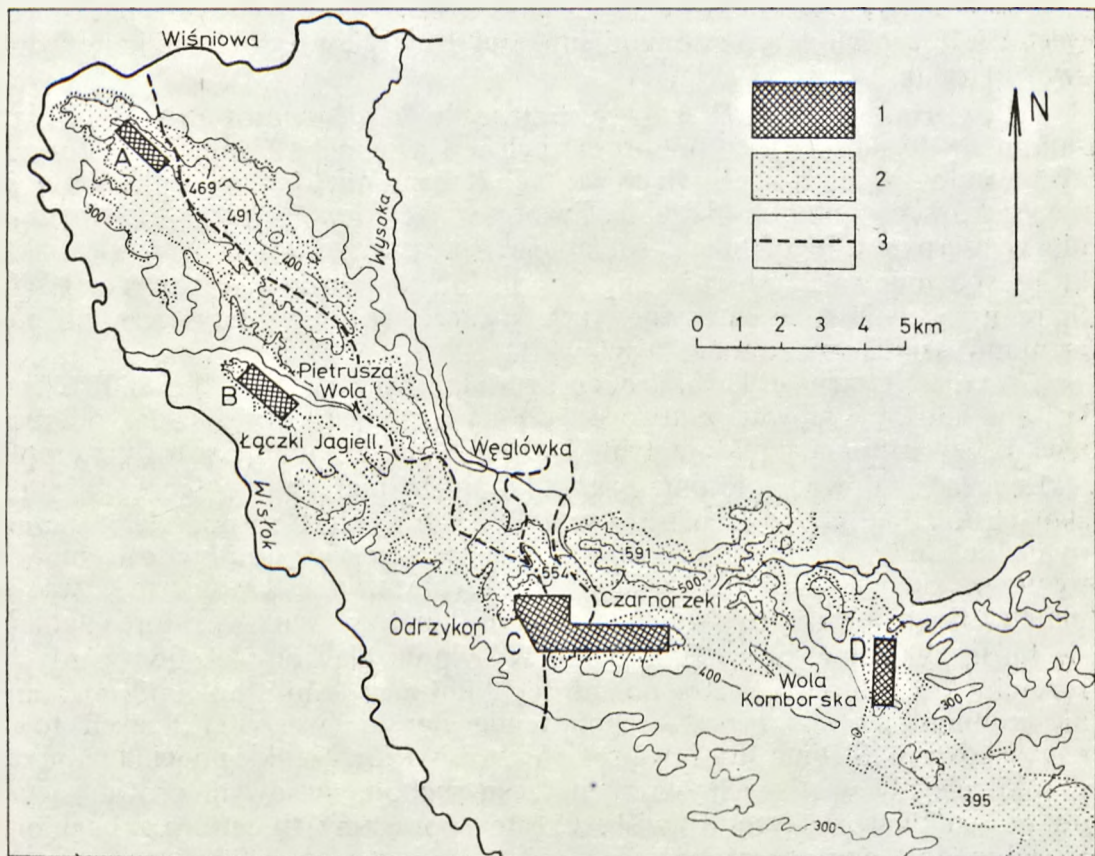 Wiśniowa
1
N
A
469
2
Wysoka
300
491
3
400
0 1 2 3 4 5km
Pietrusza
Wola
B
Łączki Jagiell.
Węglówka
Wisłok
591
554
500
Czarnorzeki
Odrzykoń
C
D
400
Wola
Komborska
300
300
395
300